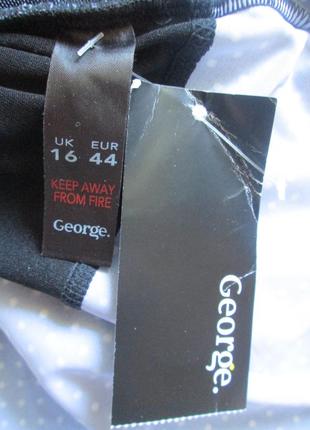 UK EUR
16 44
KEEP AWAY
FROM FIRE
George.
George.